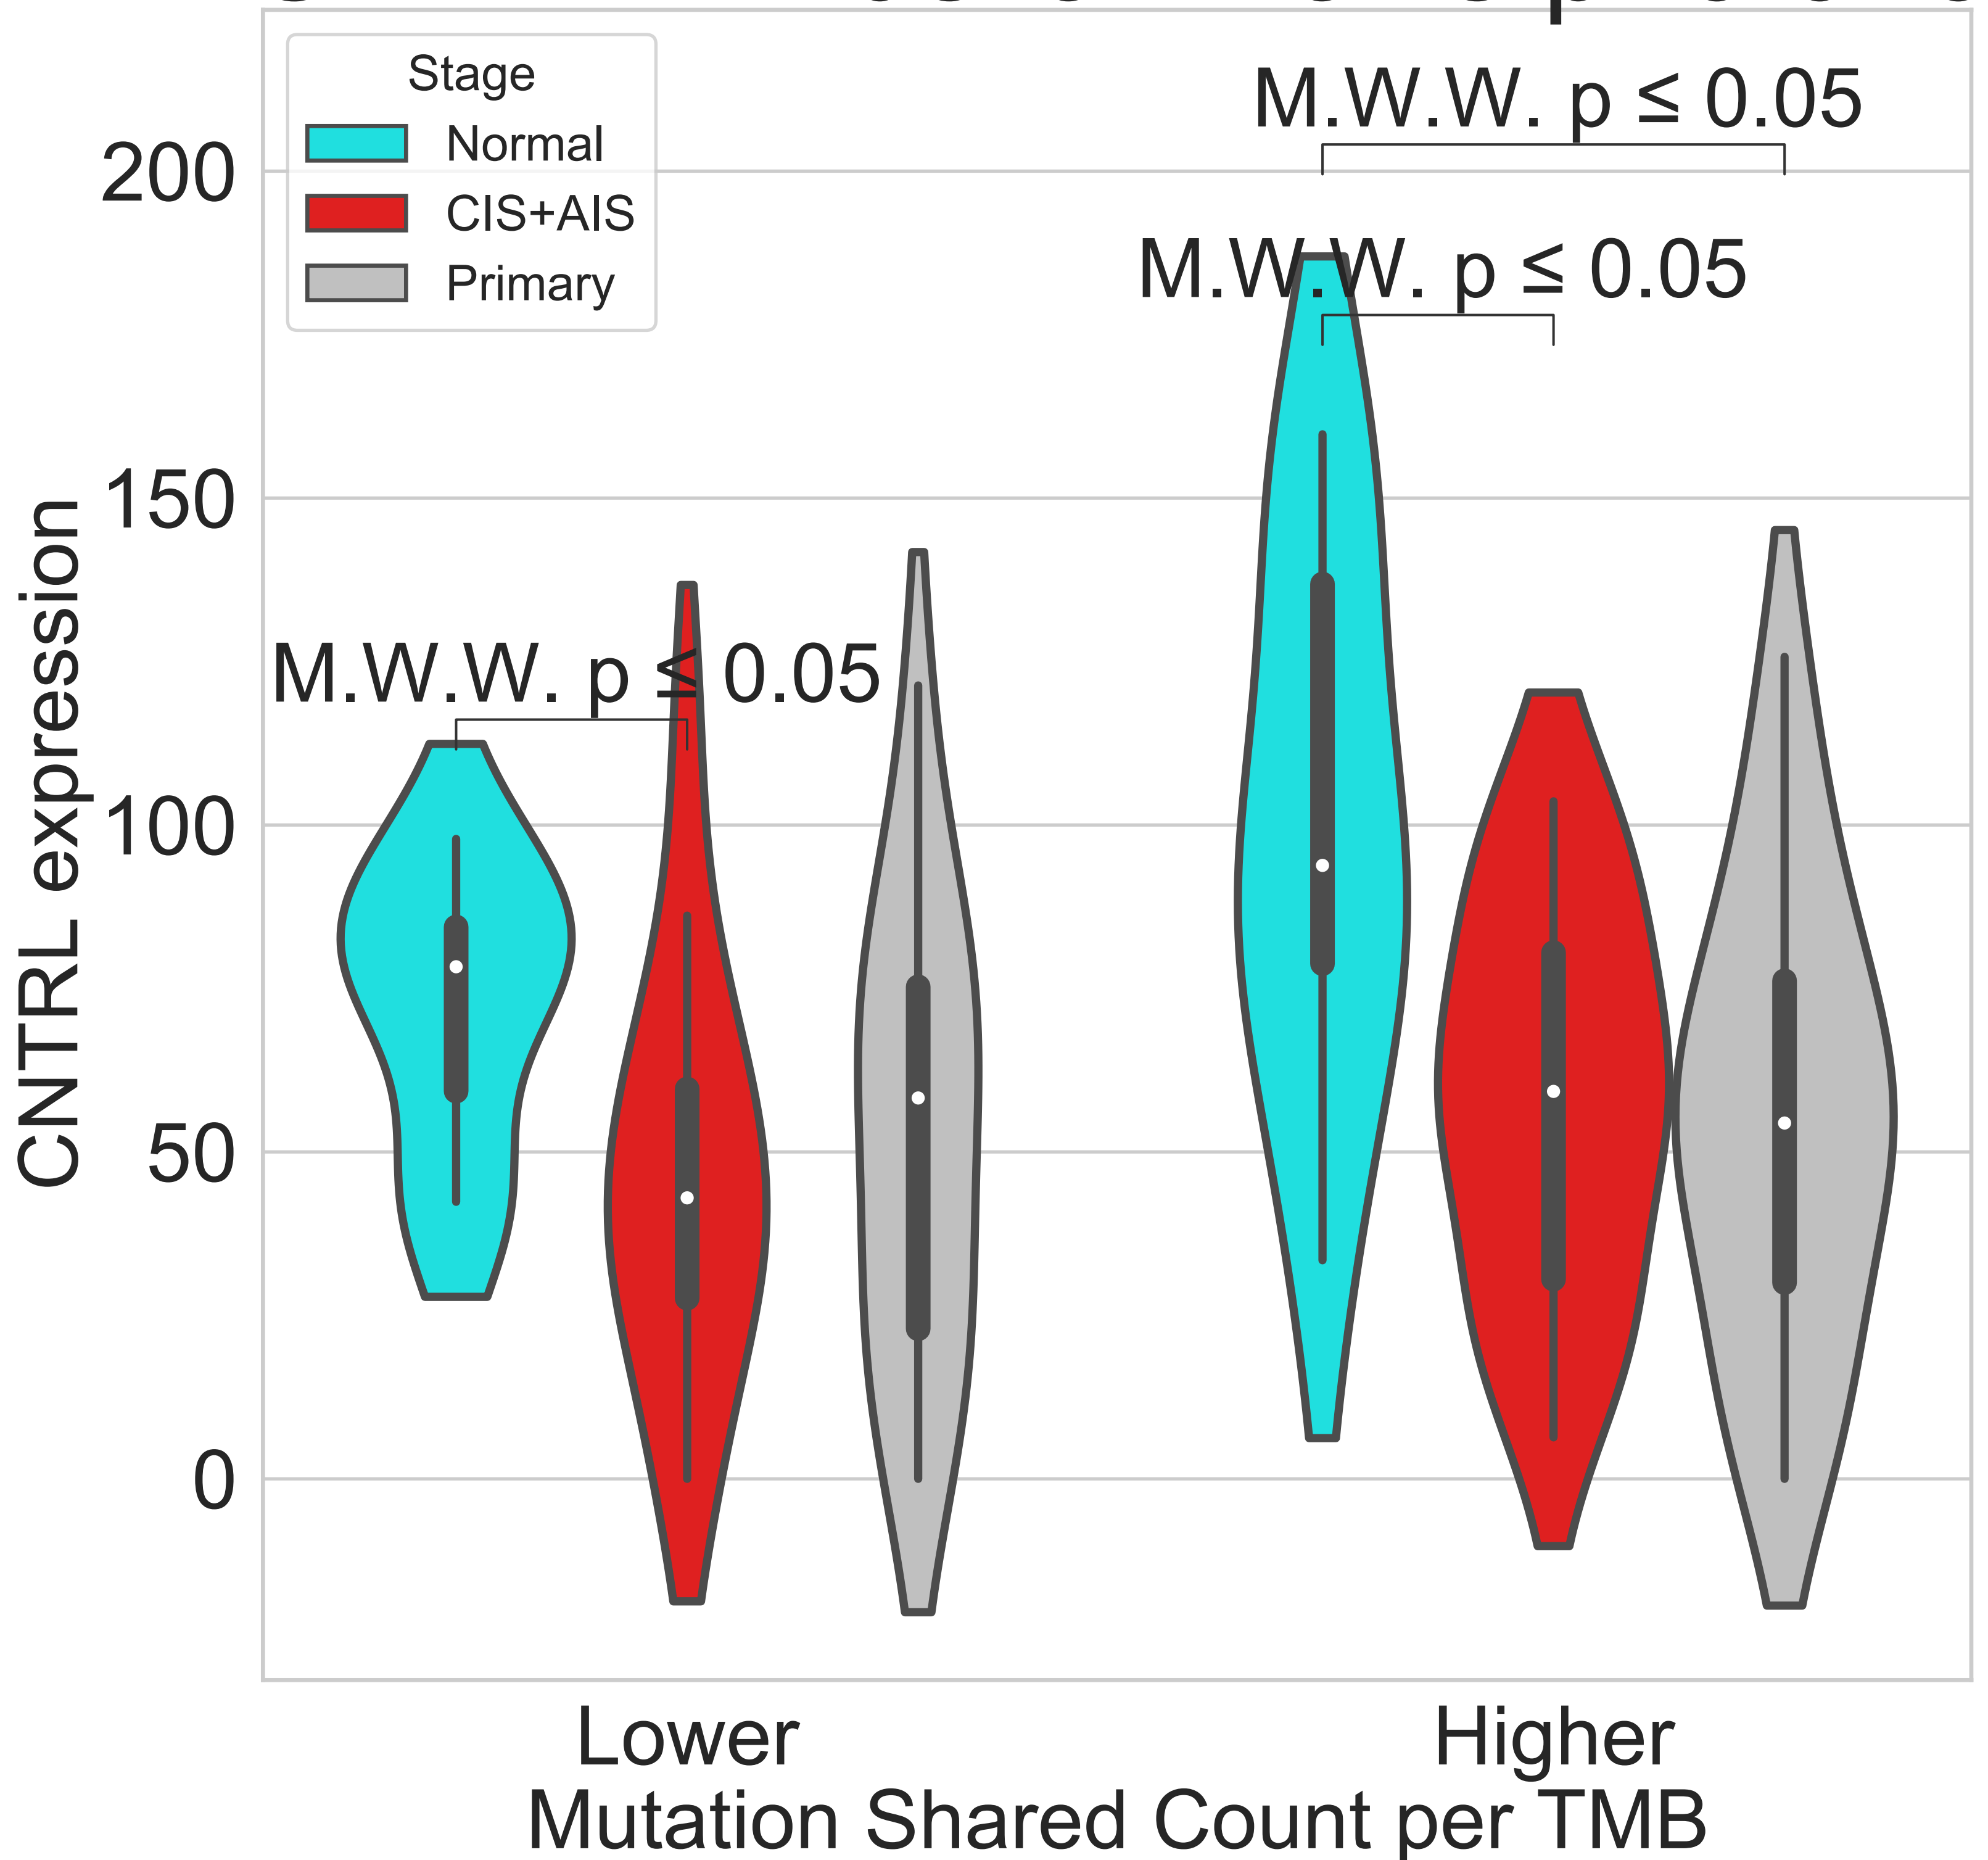 Stage
Normal
CIS+AIS
Primary
M.W.W. p ≤ 0.05
M.W.W. p ≤ 0.05
M.W.W. p ≤ 0.05
200
150
100
50
0
CNTRL expression
Lower
Higher
Mutation Shared Count per TMB